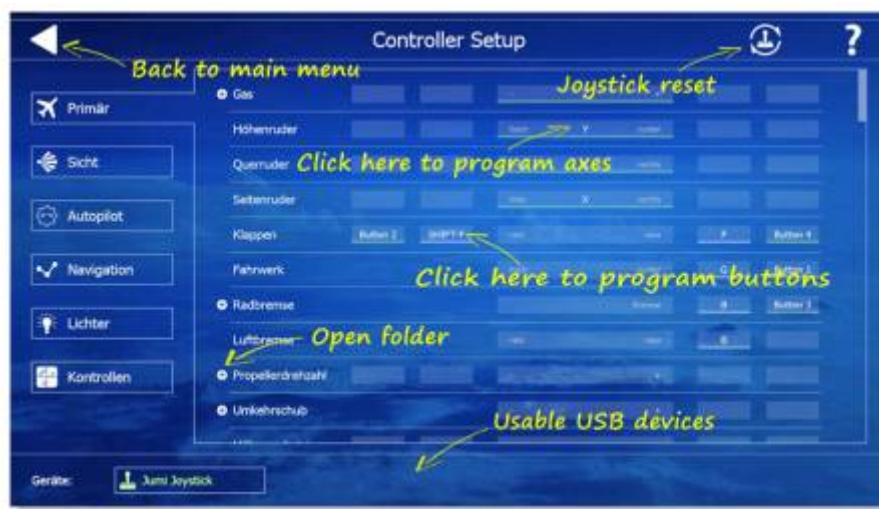 Controller Setup
?
Back to main menu
Joystick reset
Primär
Gas
Höhenruder
Y
Sicht
Querruder
Click here to program axes
Autopilot
Seitenruder
X
Klappen
Button 2
SHIFT-F
F
Button 4
Navigation
Fahrwerk
G
Click here to program buttons
Radbremse
B
Button 3
Lichter
Luftbremse
Open folder
Kontrollen
Propellerdrehzahl
Umkehrschub
Usable USB devices
Geräte:
Jumi Joystick